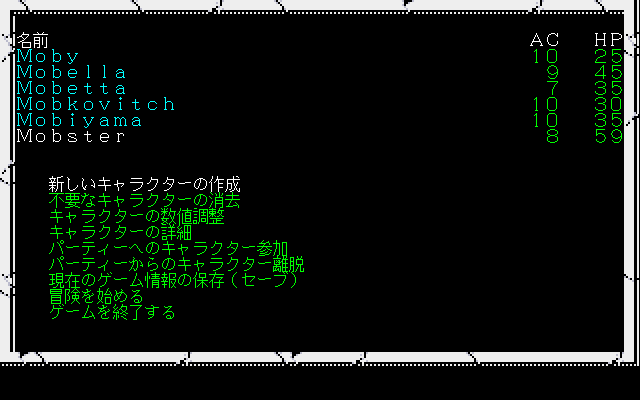 名前 AC HP
Moby 10 25
Mobella 9 45
Mobetta 7 35
Mobkovitch 10 30
Mobiyama 10 35
Mobster 8 59
新しいキャラクターの作成
不要なキャラクターの消去
キャラクターの数値調整
キャラクターの詳細
パーティーへのキャラクター参加
パーティーからのキャラクター離脱
現在のゲーム情報の保存(セーブ)
冒険を始める
ゲームを終了する